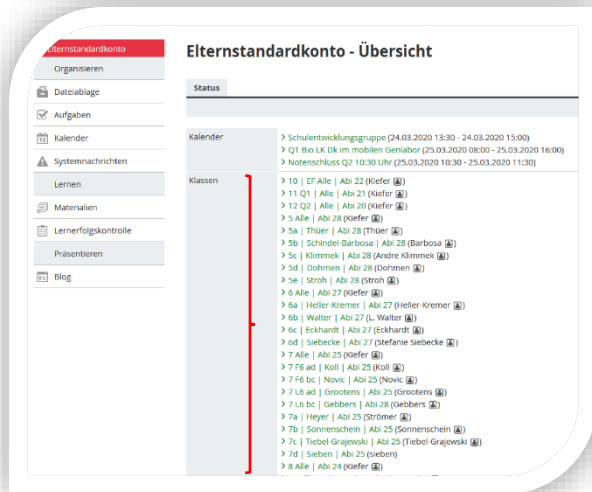 Elternstandardkonto
Organisieren
Dateiablage
Aufgaben
Kalender
Systemnachrichten
Lernen
Materialien
Lernerfolgskontrolle
Präsentieren
Blog
Elternstandardkonto - Übersicht
Status
Kalender
> Schulentwicklungsgruppe (24.03.2020 13:30 - 24.03.2020 15:00)
> Q1 Bio LK Dk im mobilen Genlabor (25.03.2020 08:00 - 25.03.2020 16:00)
> Notenschluss Q2 10:30 Uhr (25.03.2020 10:30 - 25.03.2020 11:30)
Klassen
> 10 | EF Alle | Abi 22 (Kiefer)
> 11 Q1 | Alle | Abi 21 (Kiefer)
> 12 Q2 | Alle | Abi 20 (Kiefer)
> 5 Alle | Abi 28 (Kiefer)
> 5a | Thüer | Abi 28 (Thüer)
> 5b | Schindel-Barbosa | Abi 28 (Barbosa)
> 5c | Klimmek | Abi 28 (Andre Klimmek)
> 5d | Dohmen | Abi 28 (Dohmen)
> 5e | Stroh | Abi 28 (Stroh)
> 6 Alle | Abi 27 (Kiefer)
> 6a | Heller-Kremer | Abi 27 (Heller-Kremer)
> 6b | Walter | Abi 27 (L. Walter)
> 6c | Eckhardt | Abi 27 (Eckhardt)
> 6d | Siebecke | Abi 27 (Stefanie Siebecke)
> 7 Alle | Abi 25 (Kiefer)
> 7 F6 ad | Koll | Abi 25 (Koll)
> 7 F6 bc | Novic | Abi 25 (Novic)
> 7 L6 ad | Grootens | Abi 25 (Grootens)
> 7 L6 bc | Gebbers | Abi 28 (Gebbers)
> 7a | Heyer | Abi 25 (Strömer)
> 7b | Sonnenschein | Abi 25 (Sonnenschein)
> 7c | Tiebel-Grajewski | Abi 25 (Tiebel-Grajewski)
> 7d | Sieben | Abi 25 (sieben)
> 8 Alle | Abi 24 (Kiefer)